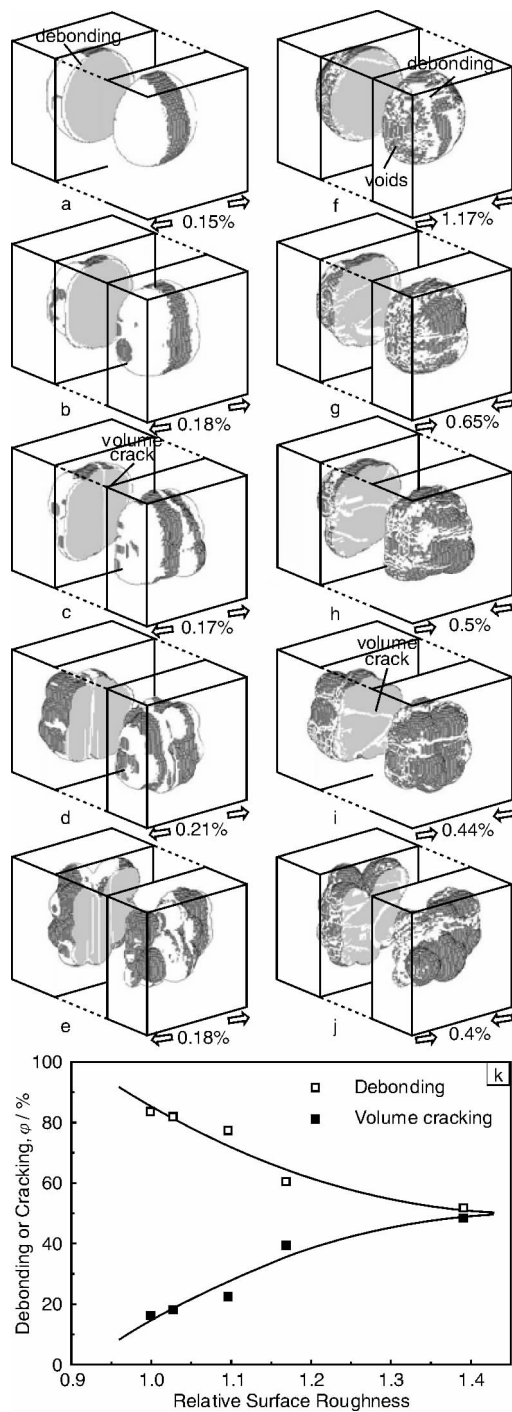 debonding
a
0.15%
debonding
voids
f
1.17%
b
0.18%
g
0.65%
volume
crack
c
0.17%
h
0.5%
d
0.21%
volume
crack
i
0.44%
e
0.18%
j
0.4%
k
Debonding or Cracking, φ / %
100
80
60
40
20
0
Debonding
Volume cracking
0.9 1.0 1.1 1.2 1.3 1.4
Relative Surface Roughness